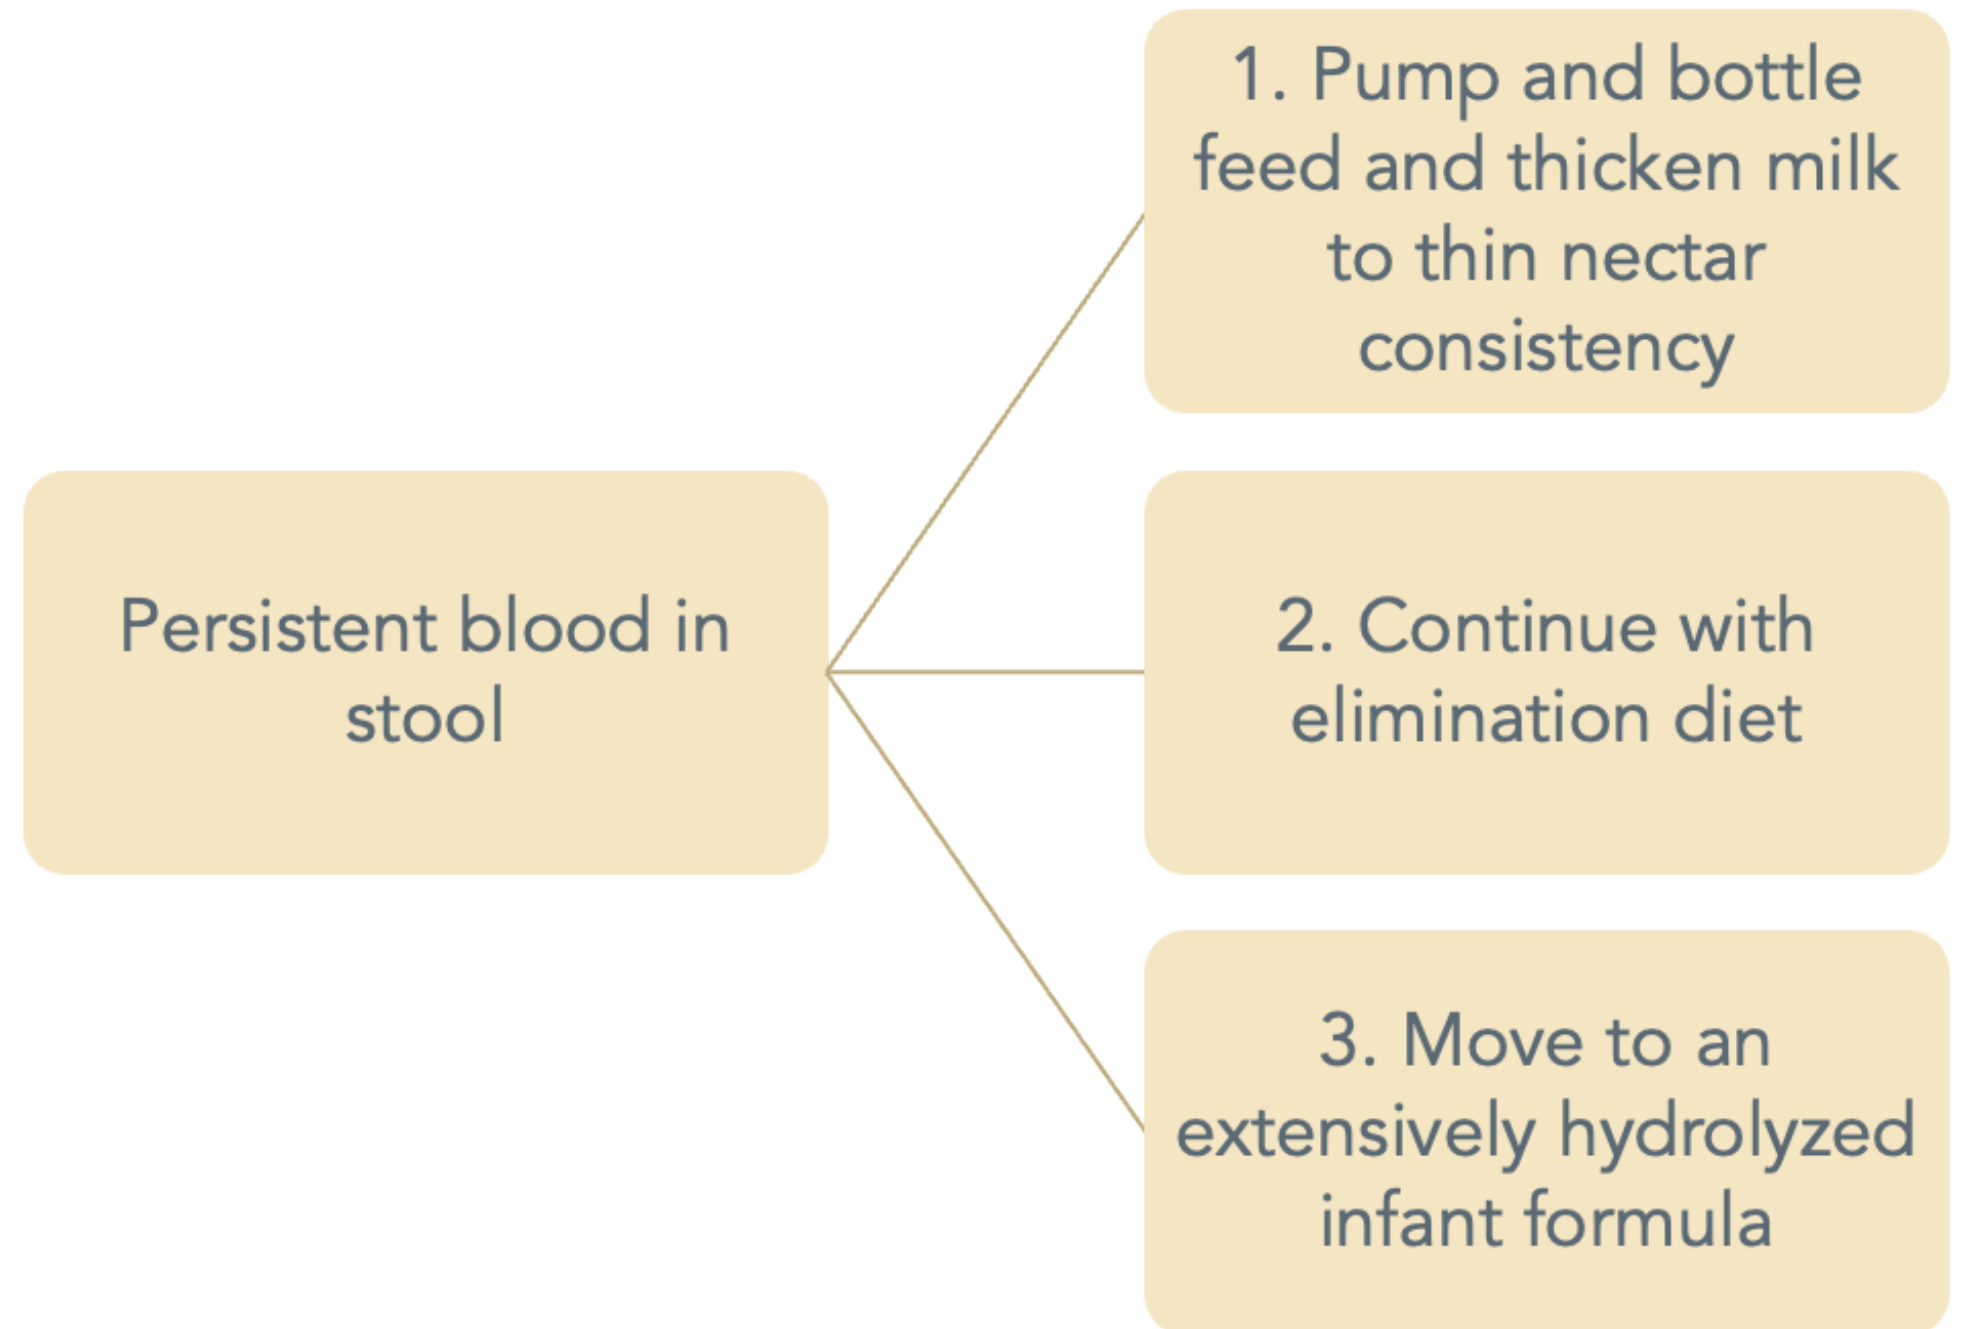 Persistent blood in
stool
1. Pump and bottle
feed and thicken milk
to thin nectar
consistency
2. Continue with
elimination diet
3. Move to an
extensively hydrolyzed
infant formula